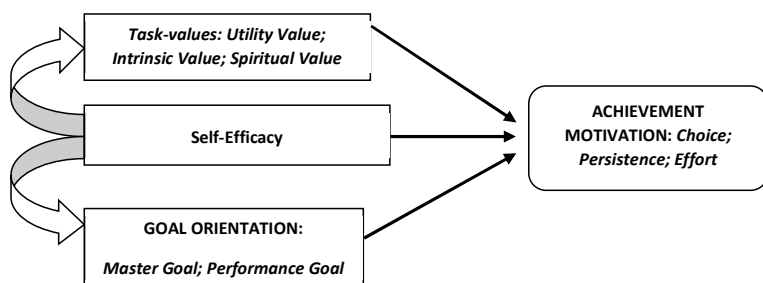 Task-values: Utility Value;
Intrinsic Value; Spiritual Value
Self-Efficacy
GOAL ORIENTATION:
Master Goal; Performance Goal
ACHIEVEMENT
MOTIVATION: Choice;
Persistence; Effort